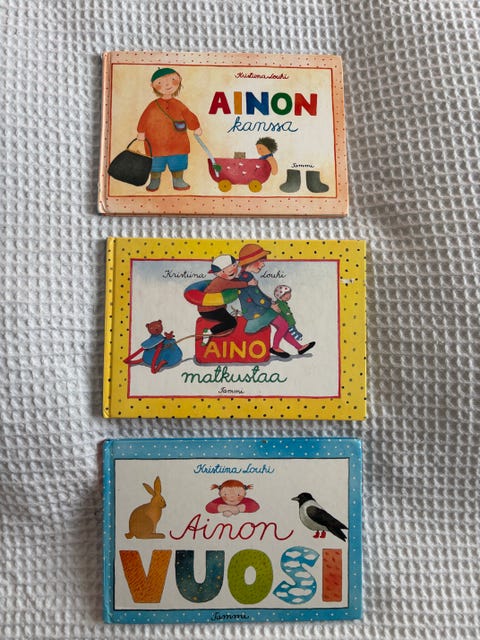 Kristiina Louhi
AINON
kanssa
Tammi
Kristiina Louhi
AINO
matkustaa
Tammi
Kristiina Louhi
Ainon
VUOSI
Tammi